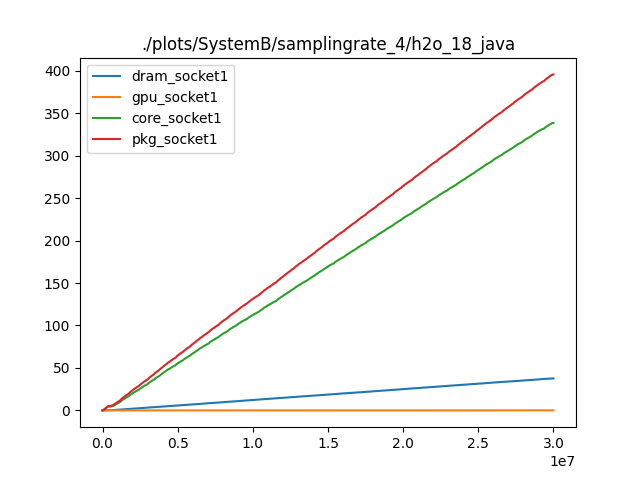 ./plots/SystemB/samplingrate_4/h2o_18_java
dram_socket1
gpu_socket1
core_socket1
pkg_socket1
400
350
300
250
200
150
100
50
0
0.0 0.5 1.0 1.5 2.0 2.5 3.0
1e7